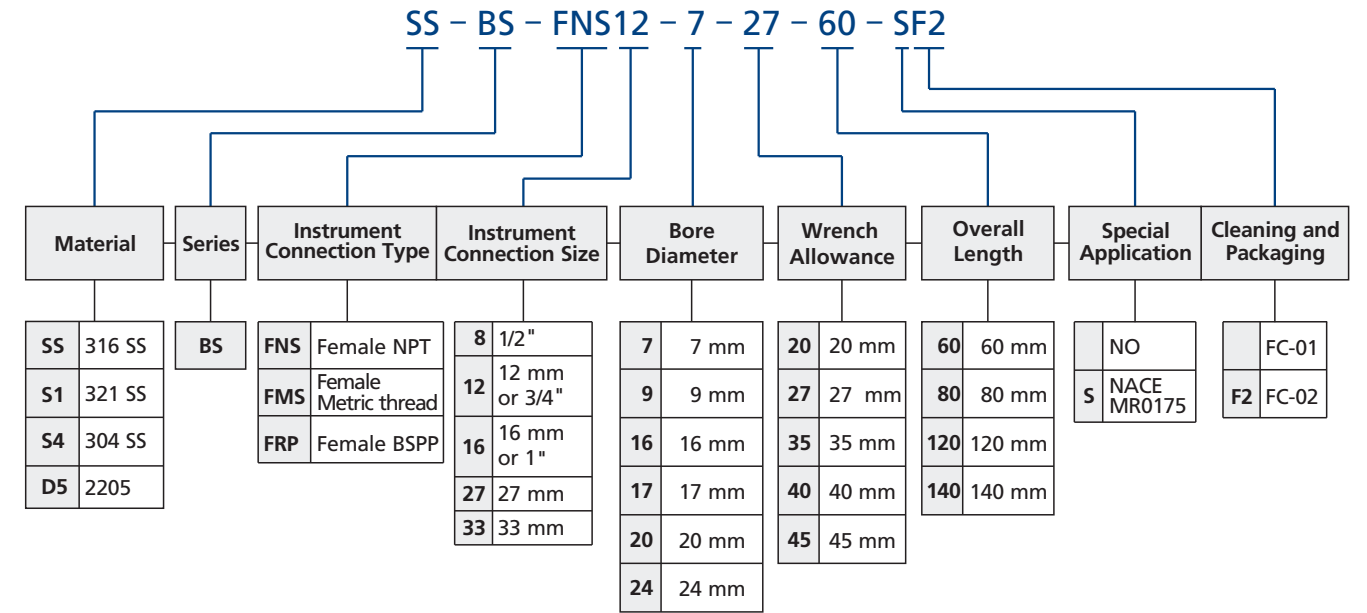 SS – BS – FNS12 – 7 – 27 – 60 – SF2
Material
Series
Instrument
Connection Type
Instrument
Connection Size
Bore
Diameter
Wrench
Allowance
Overall
Length
Special
Application
Cleaning and
Packaging
SS 316 SS
S1 321 SS
S4 304 SS
D5 2205
BS
FNS Female NPT
FMS Female
Metric thread
FRP Female BSPP
8 1/2"
12 12 mm
or 3/4"
16 16 mm
or 1"
27 27 mm
33 33 mm
7 7 mm
9 9 mm
16 16 mm
17 17 mm
20 20 mm
24 24 mm
20 20 mm
27 27 mm
35 35 mm
40 40 mm
45 45 mm
60 60 mm
80 80 mm
120 120 mm
140 140 mm
NO
S NACE
MR0175
FC-01
F2 FC-02